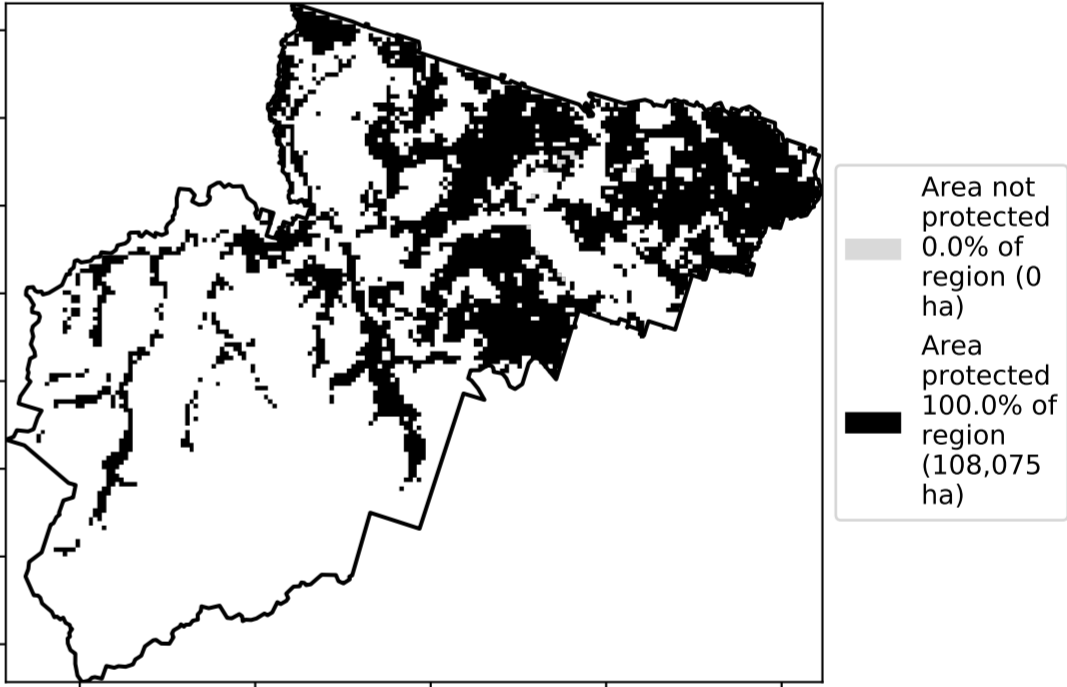 Area not
protected
0.0% of
region (0
ha)
Area
protected
100.0% of
region
(108,075
ha)